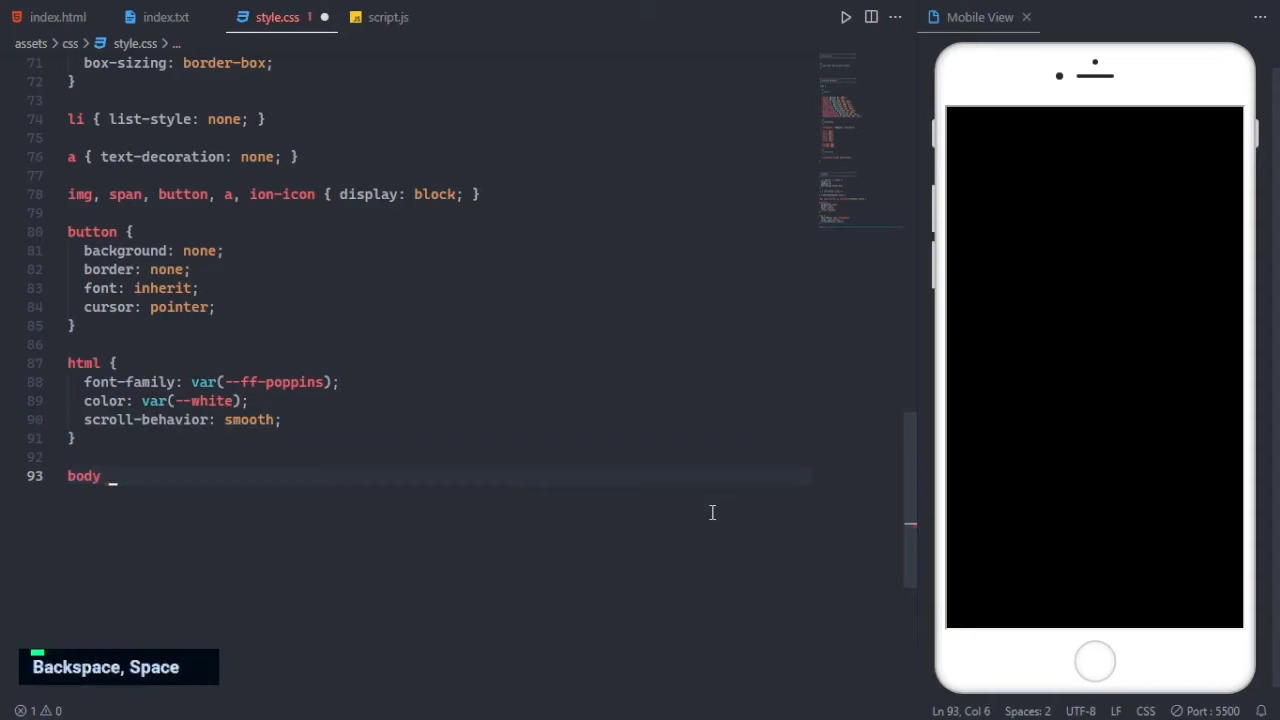 index.html index.txt style.css 1 script.js Mobile View
assets > css > style.css > ...
71 box-sizing: border-box;
72 }
73
74 li { list-style: none; }
75
76 a { text-decoration: none; }
77
78 img, span, button, a, ion-icon { display: block; }
79
80 button {
81 background: none;
82 border: none;
83 font: inherit;
84 cursor: pointer;
85 }
86
87 html {
88 font-family: var(--ff-poppins);
89 color: var(--white);
90 scroll-behavior: smooth;
91 }
92
93 body
Backspace, Space
1 0 Ln 93, Col 6 Spaces: 2 UTF-8 LF CSS Port : 5500